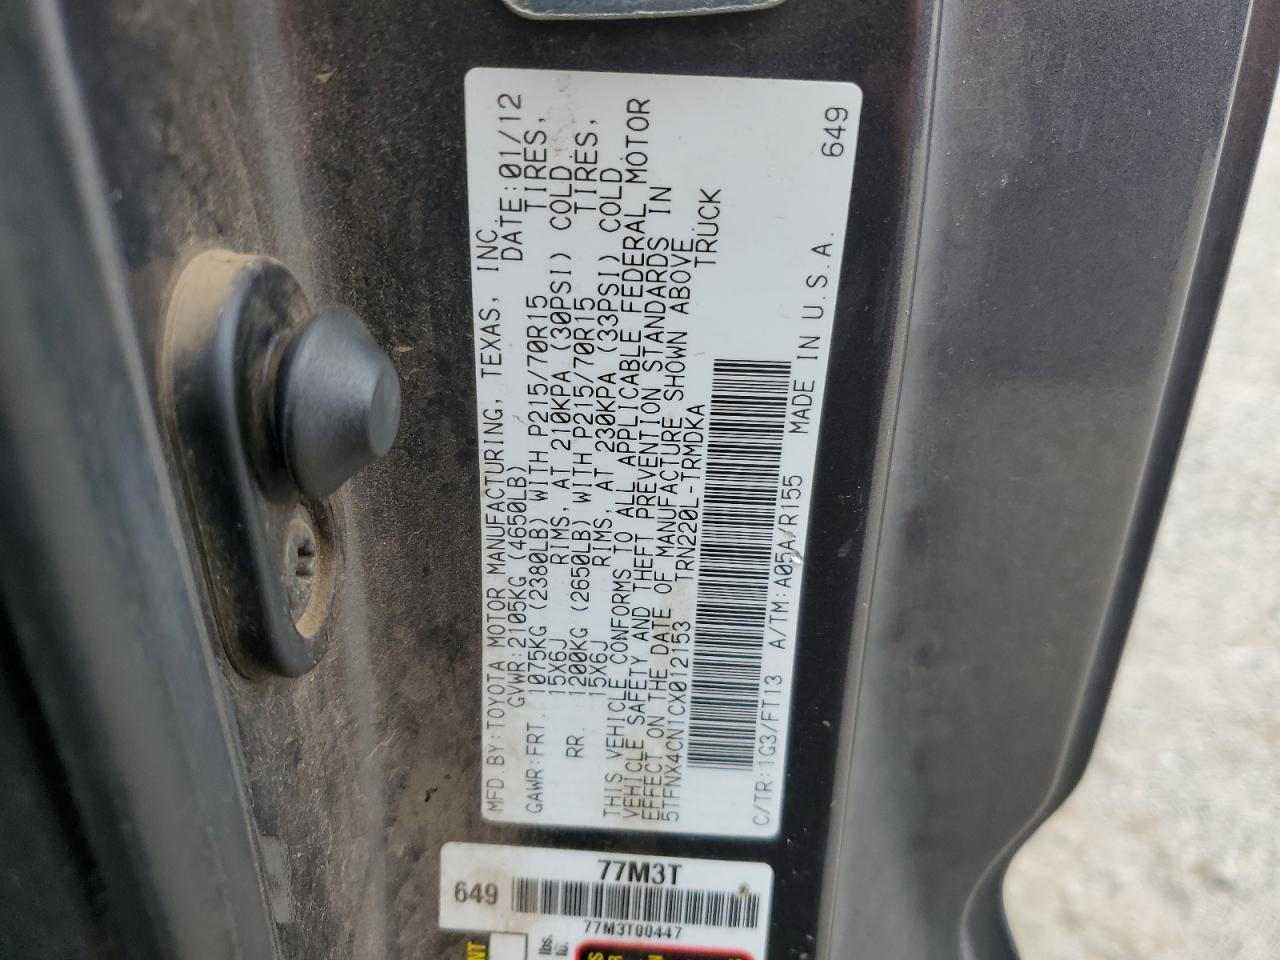 MFD BY:TOYOTA MOTOR MANUFACTURING, TEXAS, INC.
GVWR:2105KG (4650LB) DATE:01/12
GAWR:FRT. 1075KG (2380LB) WITH P215/70R15 TIRES,
15X6J RIMS, AT 210KPA (30PSI) COLD.
RR. 1200KG (2650LB) WITH P215/70R15 TIRES,
15X6J RIMS, AT 230KPA (33PSI) COLD
THIS VEHICLE CONFORMS TO ALL APPLICABLE FEDERAL MOTOR
VEHICLE SAFETY AND THEFT PREVENTION STANDARDS IN
EFFECT ON THE DATE OF MANUFACTURE SHOWN ABOVE.
5TFNX4CN1CX012153 TRN220L-TRMDKA TRUCK
C/TR:1G3/FT13 A/TM:A05A/R155 MADE IN U.S.A. 649
77M3T
649
77M3T00447
lbs.